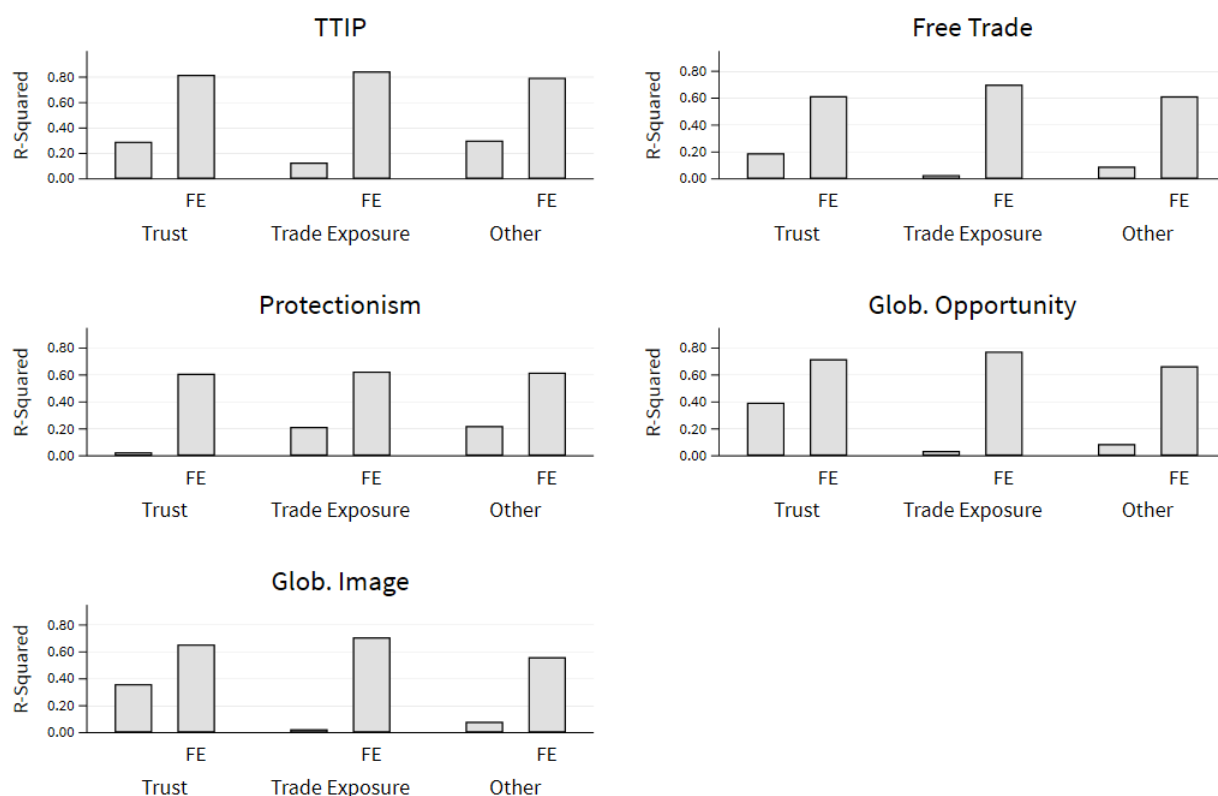 TTIP
R-Squared
0.80
0.60
0.40
0.20
0.00
FE FE FE
Trust Trade Exposure Other
Free Trade
R-Squared
0.80
0.60
0.40
0.20
0.00
FE FE FE
Trust Trade Exposure Other
Protectionism
R-Squared
0.80
0.60
0.40
0.20
0.00
FE FE FE
Trust Trade Exposure Other
Glob. Opportunity
R-Squared
0.80
0.60
0.40
0.20
0.00
FE FE FE
Trust Trade Exposure Other
Glob. Image
R-Squared
0.80
0.60
0.40
0.20
0.00
FE FE FE
Trust Trade Exposure Other